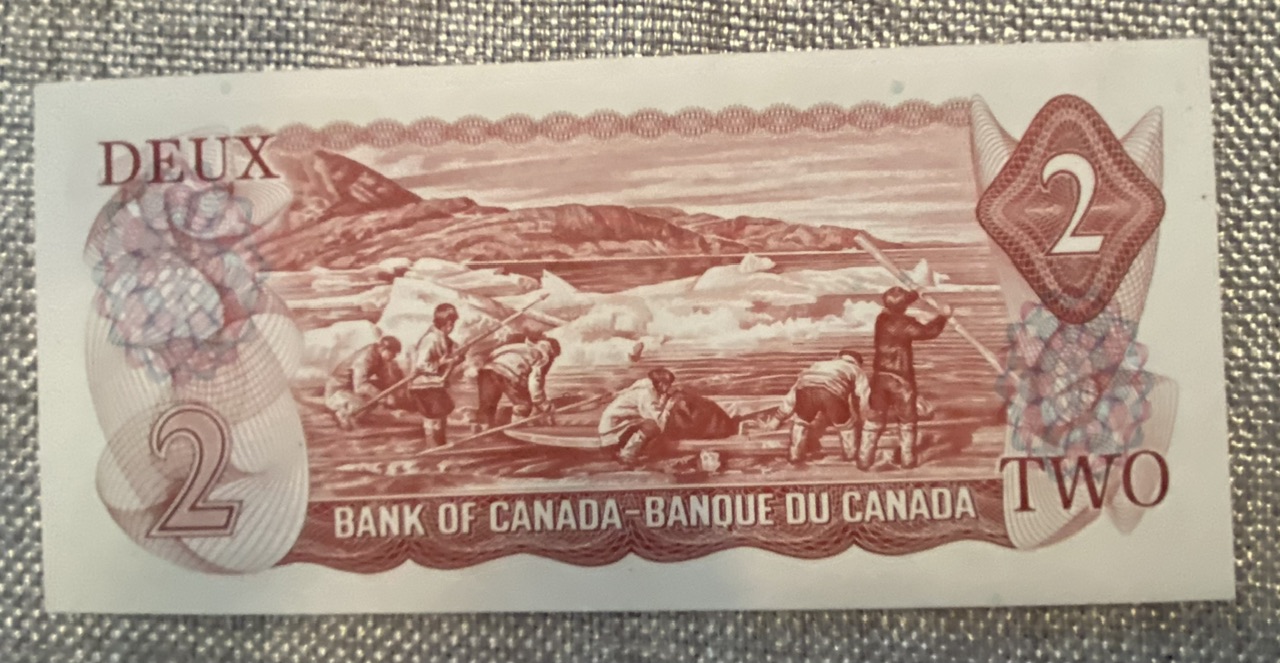 DEUX
2
2
BANK OF CANADA-BANQUE DU CANADA
TWO